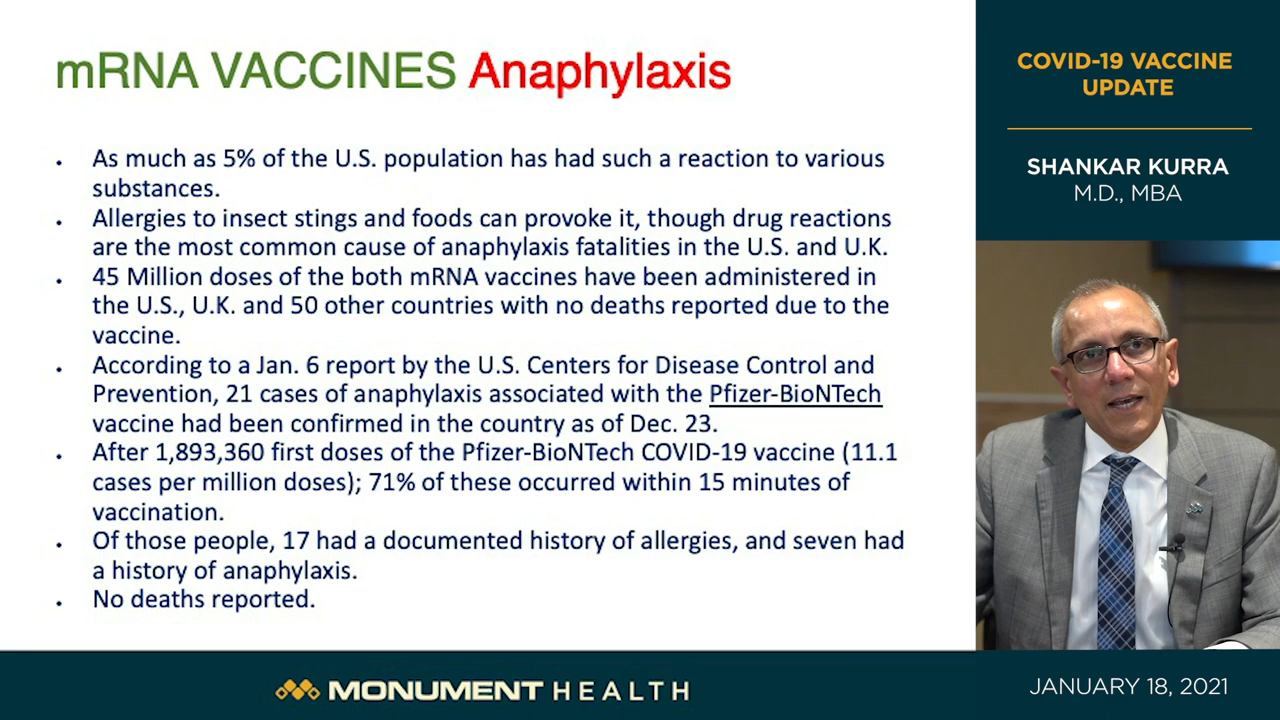 mRNA VACCINES Anaphylaxis
• As much as 5% of the U.S. population has had such a reaction to various
substances.
• Allergies to insect stings and foods can provoke it, though drug reactions
are the most common cause of anaphylaxis fatalities in the U.S. and U.K.
• 45 Million doses of the both mRNA vaccines have been administered in
the U.S., U.K. and 50 other countries with no deaths reported due to the
vaccine.
• According to a Jan. 6 report by the U.S. Centers for Disease Control and
Prevention, 21 cases of anaphylaxis associated with the Pfizer-BioNTech
vaccine had been confirmed in the country as of Dec. 23.
• After 1,893,360 first doses of the Pfizer-BioNTech COVID-19 vaccine (11.1
cases per million doses); 71% of these occurred within 15 minutes of
vaccination.
• Of those people, 17 had a documented history of allergies, and seven had
a history of anaphylaxis.
• No deaths reported.
COVID-19 VACCINE
UPDATE
SHANKAR KURRA
M.D., MBA
MONUMENT HEALTH
JANUARY 18, 2021